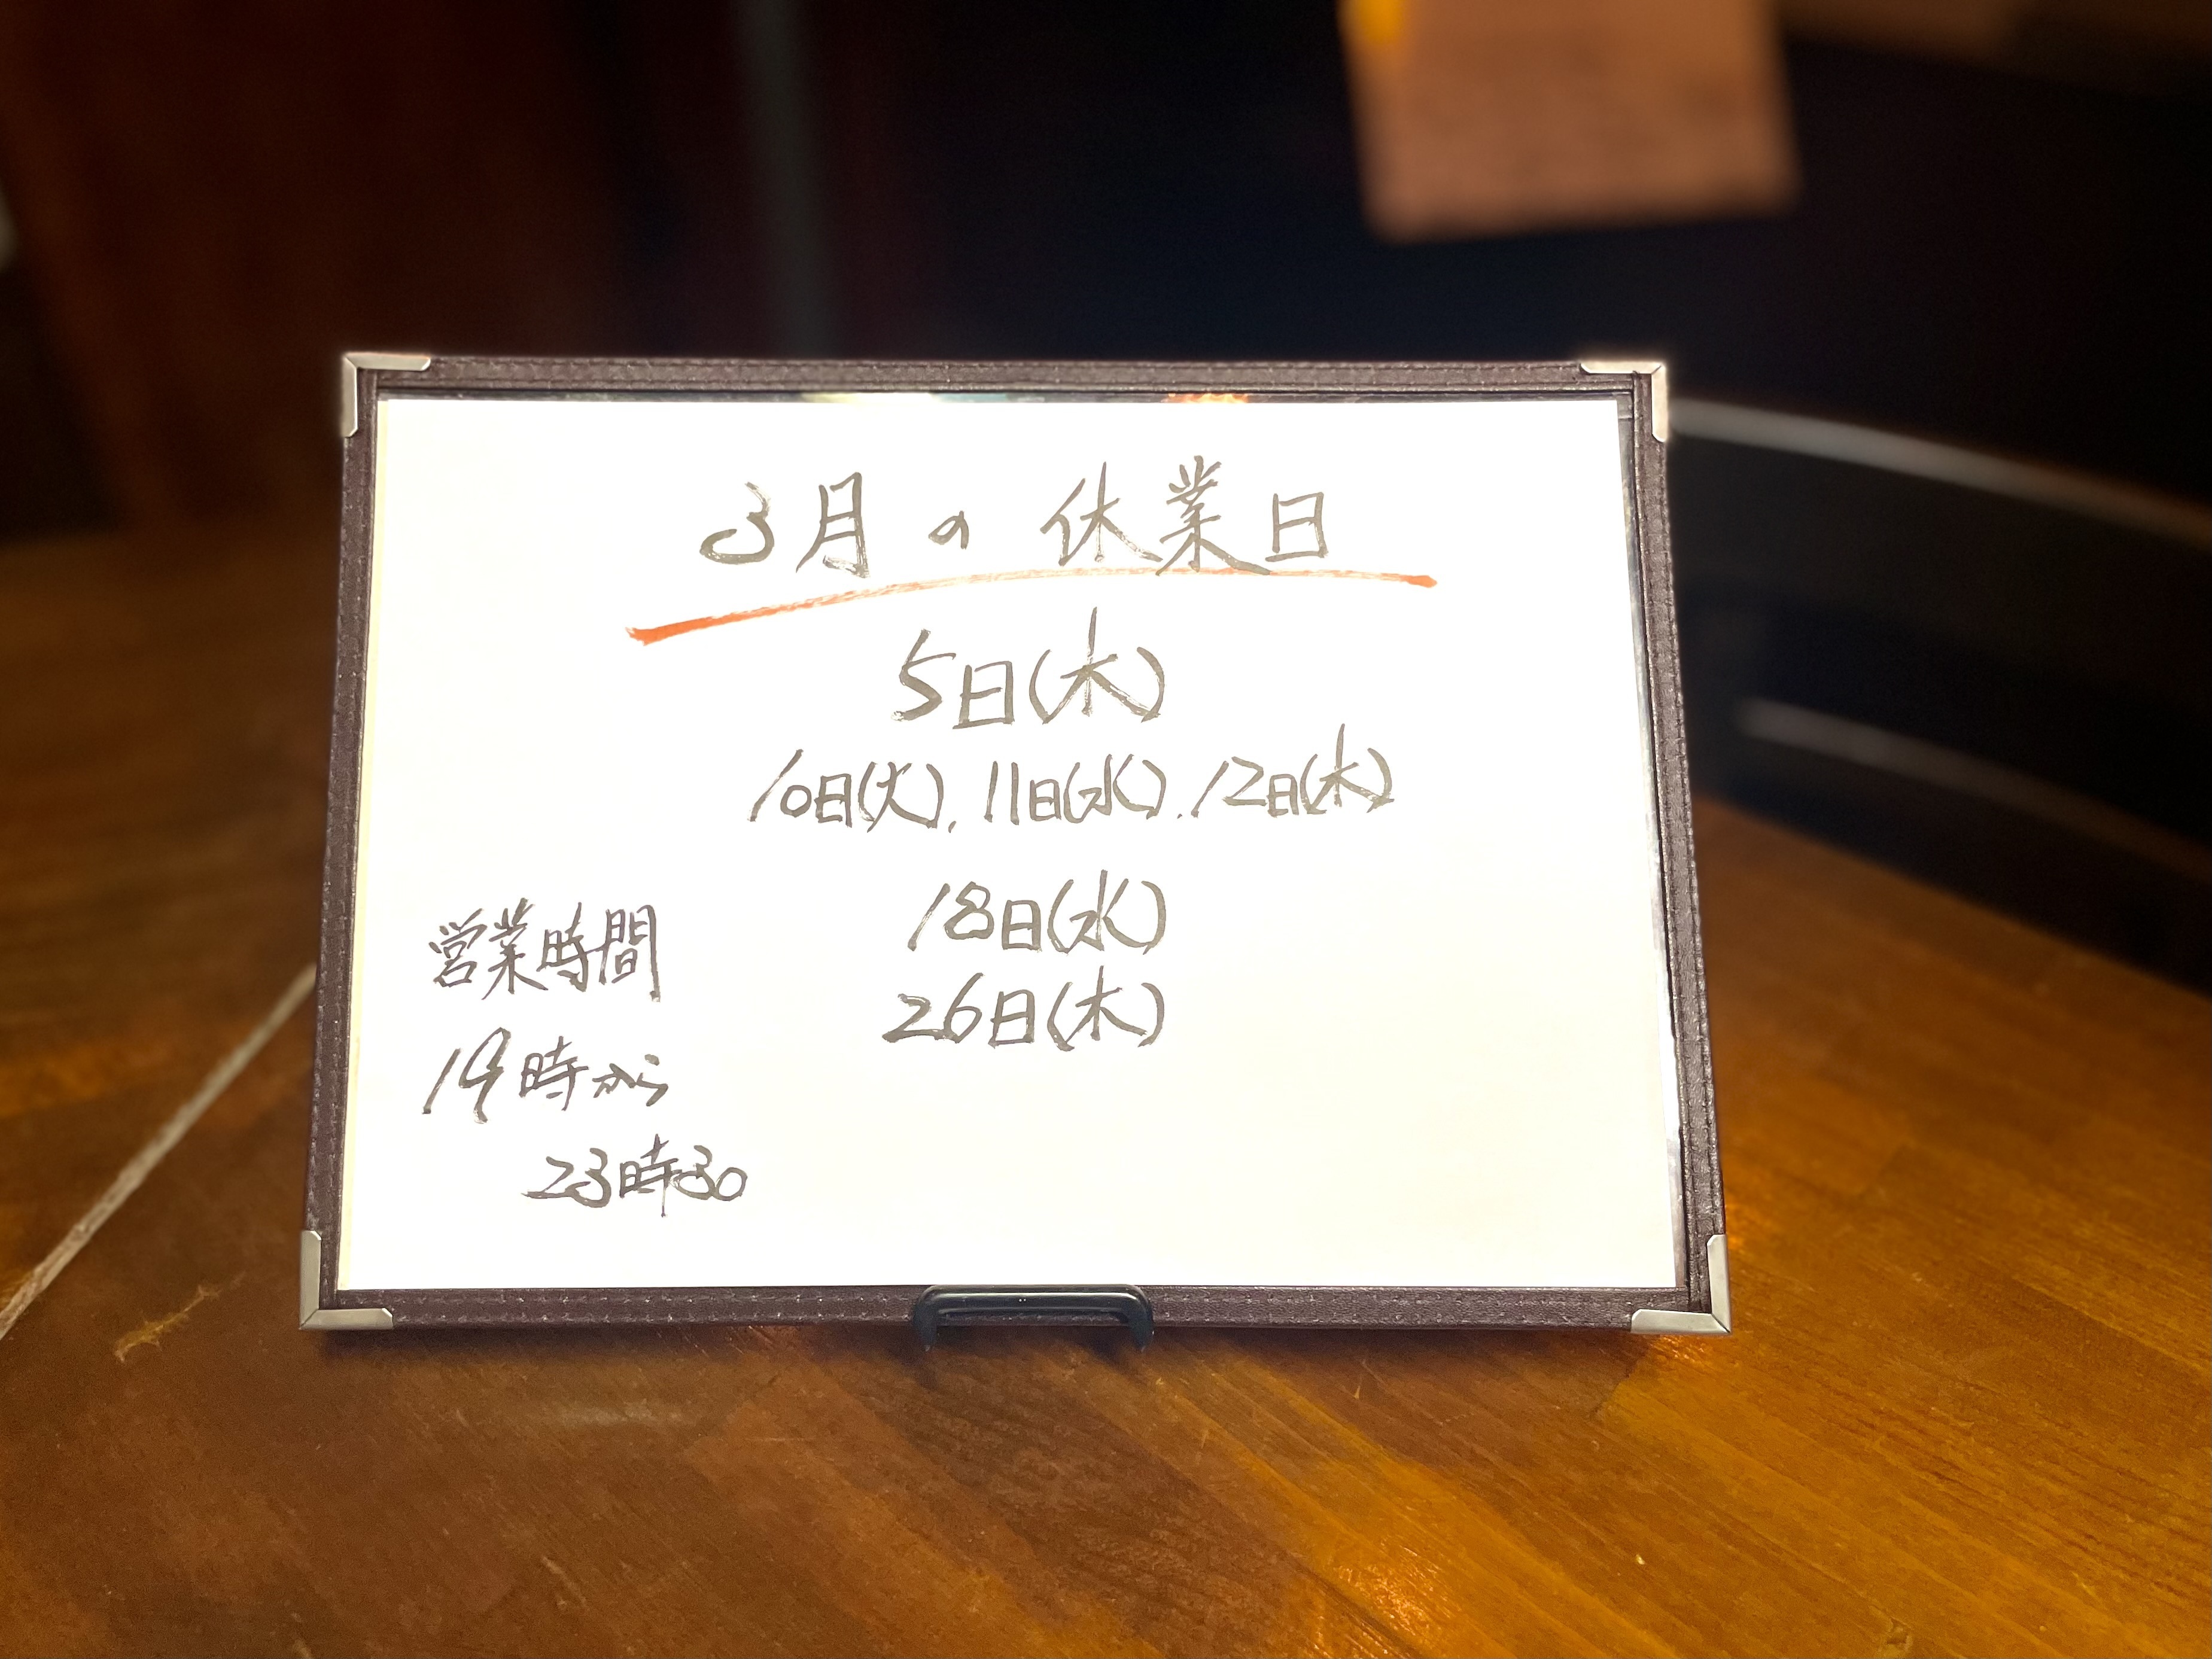 3月の休業日
5日(木)
10日(火).11日(水).12日(木)
18日(水)
26日(木)
営業時間
19時から
23時30